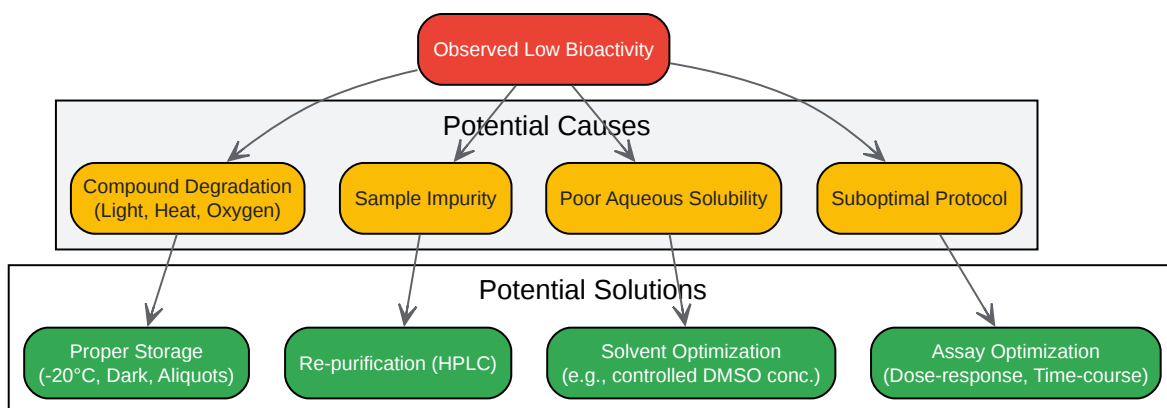 Observed Low Bioactivity
Potential Causes
Compound Degradation
(Light, Heat, Oxygen)
Sample Impurity
Poor Aqueous Solubility
Suboptimal Protocol
Potential Solutions
Proper Storage
(-20°C, Dark, Aliquots)
Re-purification (HPLC)
Solvent Optimization
(e.g., controlled DMSO conc.)
Assay Optimization
(Dose-response, Time-course)